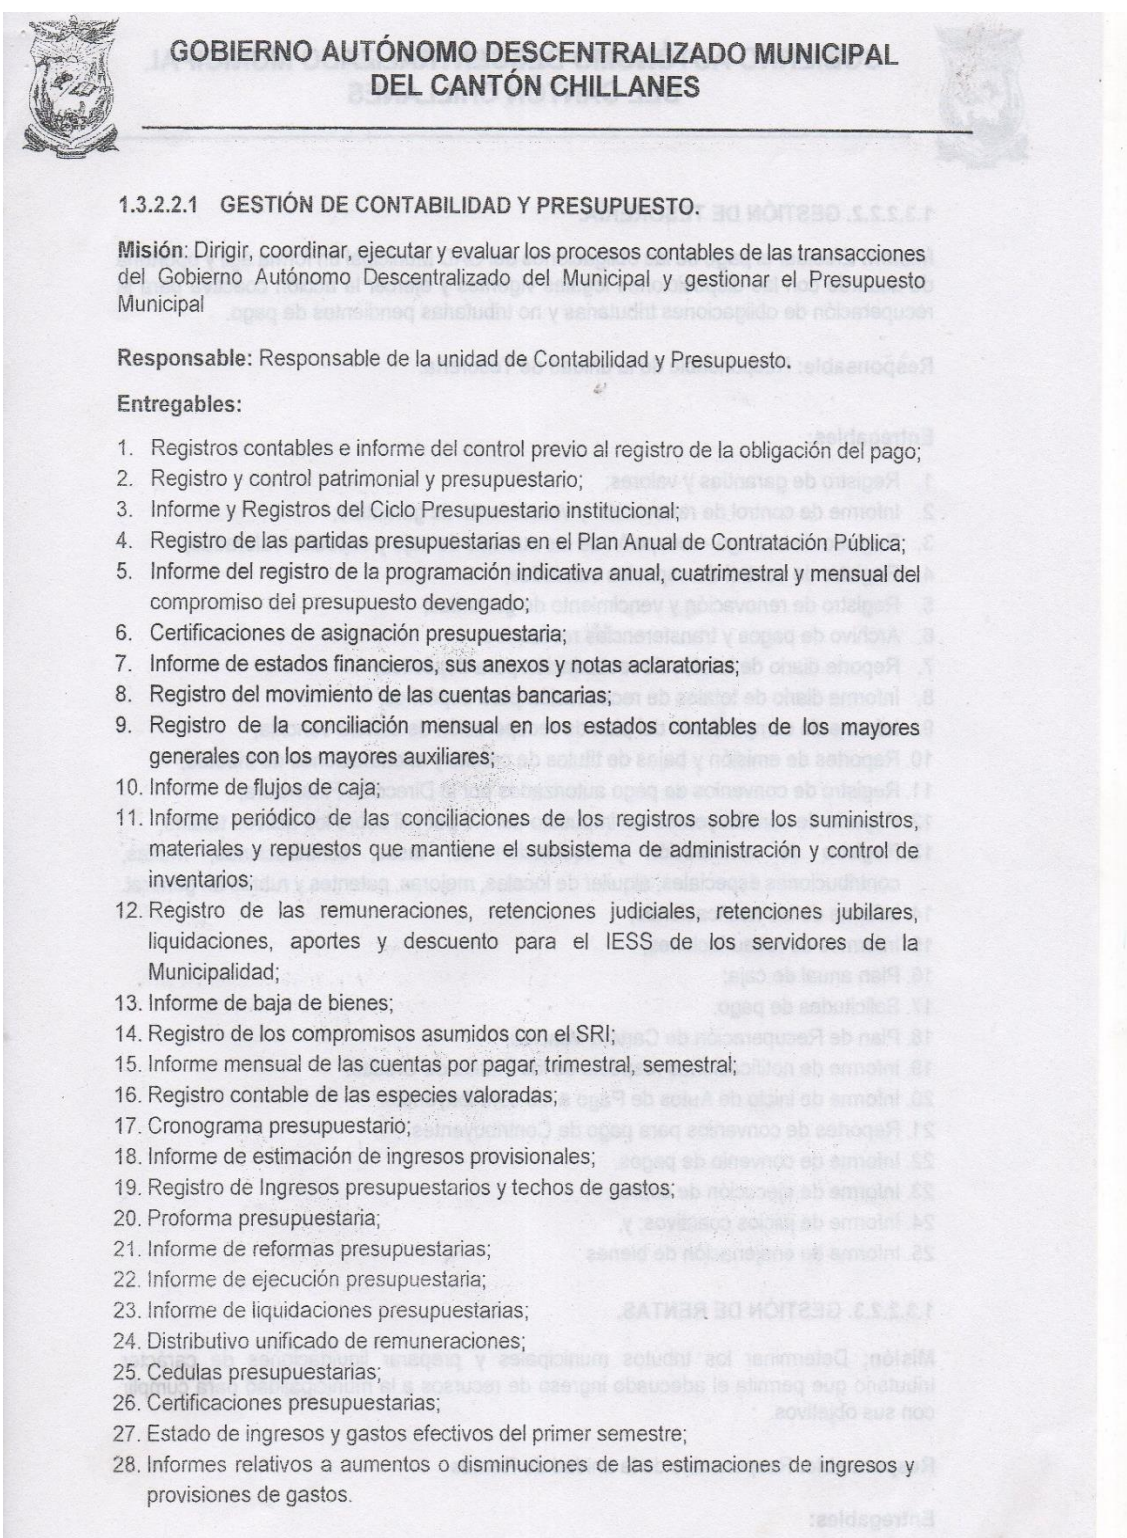 GOBIERNO AUTÓNOMO DESCENTRALIZADO MUNICIPAL
DEL CANTÓN CHILLANES
1.3.2.2.1 GESTIÓN DE CONTABILIDAD Y PRESUPUESTO.
Misión: Dirigir, coordinar, ejecutar y evaluar los procesos contables de las transacciones
del Gobierno Autónomo Descentralizado del Municipal y gestionar el Presupuesto
Municipal
Responsable: Responsable de la unidad de Contabilidad y Presupuesto.
Entregables:
1. Registros contables e informe del control previo al registro de la obligación del pago;
2. Registro y control patrimonial y presupuestario;
3. Informe y Registros del Ciclo Presupuestario institucional;
4. Registro de las partidas presupuestarias en el Plan Anual de Contratación Pública;
5. Informe del registro de la programación indicativa anual, cuatrimestral y mensual del
compromiso del presupuesto devengado;
6. Certificaciones de asignación presupuestaria;
7. Informe de estados financieros, sus anexos y notas aclaratorias;
8. Registro del movimiento de las cuentas bancarias;
9. Registro de la conciliación mensual en los estados contables de los mayores
generales con los mayores auxiliares;
10. Informe de flujos de caja;
11. Informe periódico de las conciliaciones de los registros sobre los suministros,
materiales y repuestos que mantiene el subsistema de administración y control de
inventarios;
12. Registro de las remuneraciones, retenciones judiciales, retenciones jubilares,
liquidaciones, aportes y descuento para el IESS de los servidores de la
Municipalidad;
13. Informe de baja de bienes;
14. Registro de los compromisos asumidos con el SRI;
15. Informe mensual de las cuentas por pagar, trimestral, semestral;
16. Registro contable de las especies valoradas;
17. Cronograma presupuestario;
18. Informe de estimación de ingresos provisionales;
19. Registro de Ingresos presupuestarios y techos de gastos;
20. Proforma presupuestaria;
21. Informe de reformas presupuestarias;
22. Informe de ejecución presupuestaria;
23. Informe de liquidaciones presupuestarias;
24. Distributivo unificado de remuneraciones;
25. Cedulas presupuestarias;
26. Certificaciones presupuestarias;
27. Estado de ingresos y gastos efectivos del primer semestre;
28. Informes relativos a aumentos o disminuciones de las estimaciones de ingresos y
provisiones de gastos.